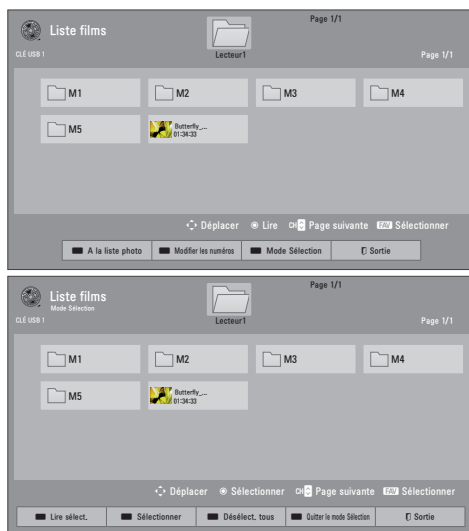 Liste films
Page 1/1
CLÉ USB 1
Lecteur1
Page 1/1
M1
M2
M3
M4
M5
Butterfly_...
01:34:33
Déplacer
Lire
CH
Page suivante
FAV
Sélectionner
A la liste photo
Modifier les numéros
Mode Sélection
Sortie
Liste films
Mode Sélection
Page 1/1
CLÉ USB 1
Lecteur1
Page 1/1
M1
M2
M3
M4
M5
Butterfly_...
01:34:33
Déplacer
Sélectionner
CH
Page suivante
FAV
Sélectionner
Lire sélect.
Sélectionner
Désélect. tous
Quitter le mode Sélection
Sortie